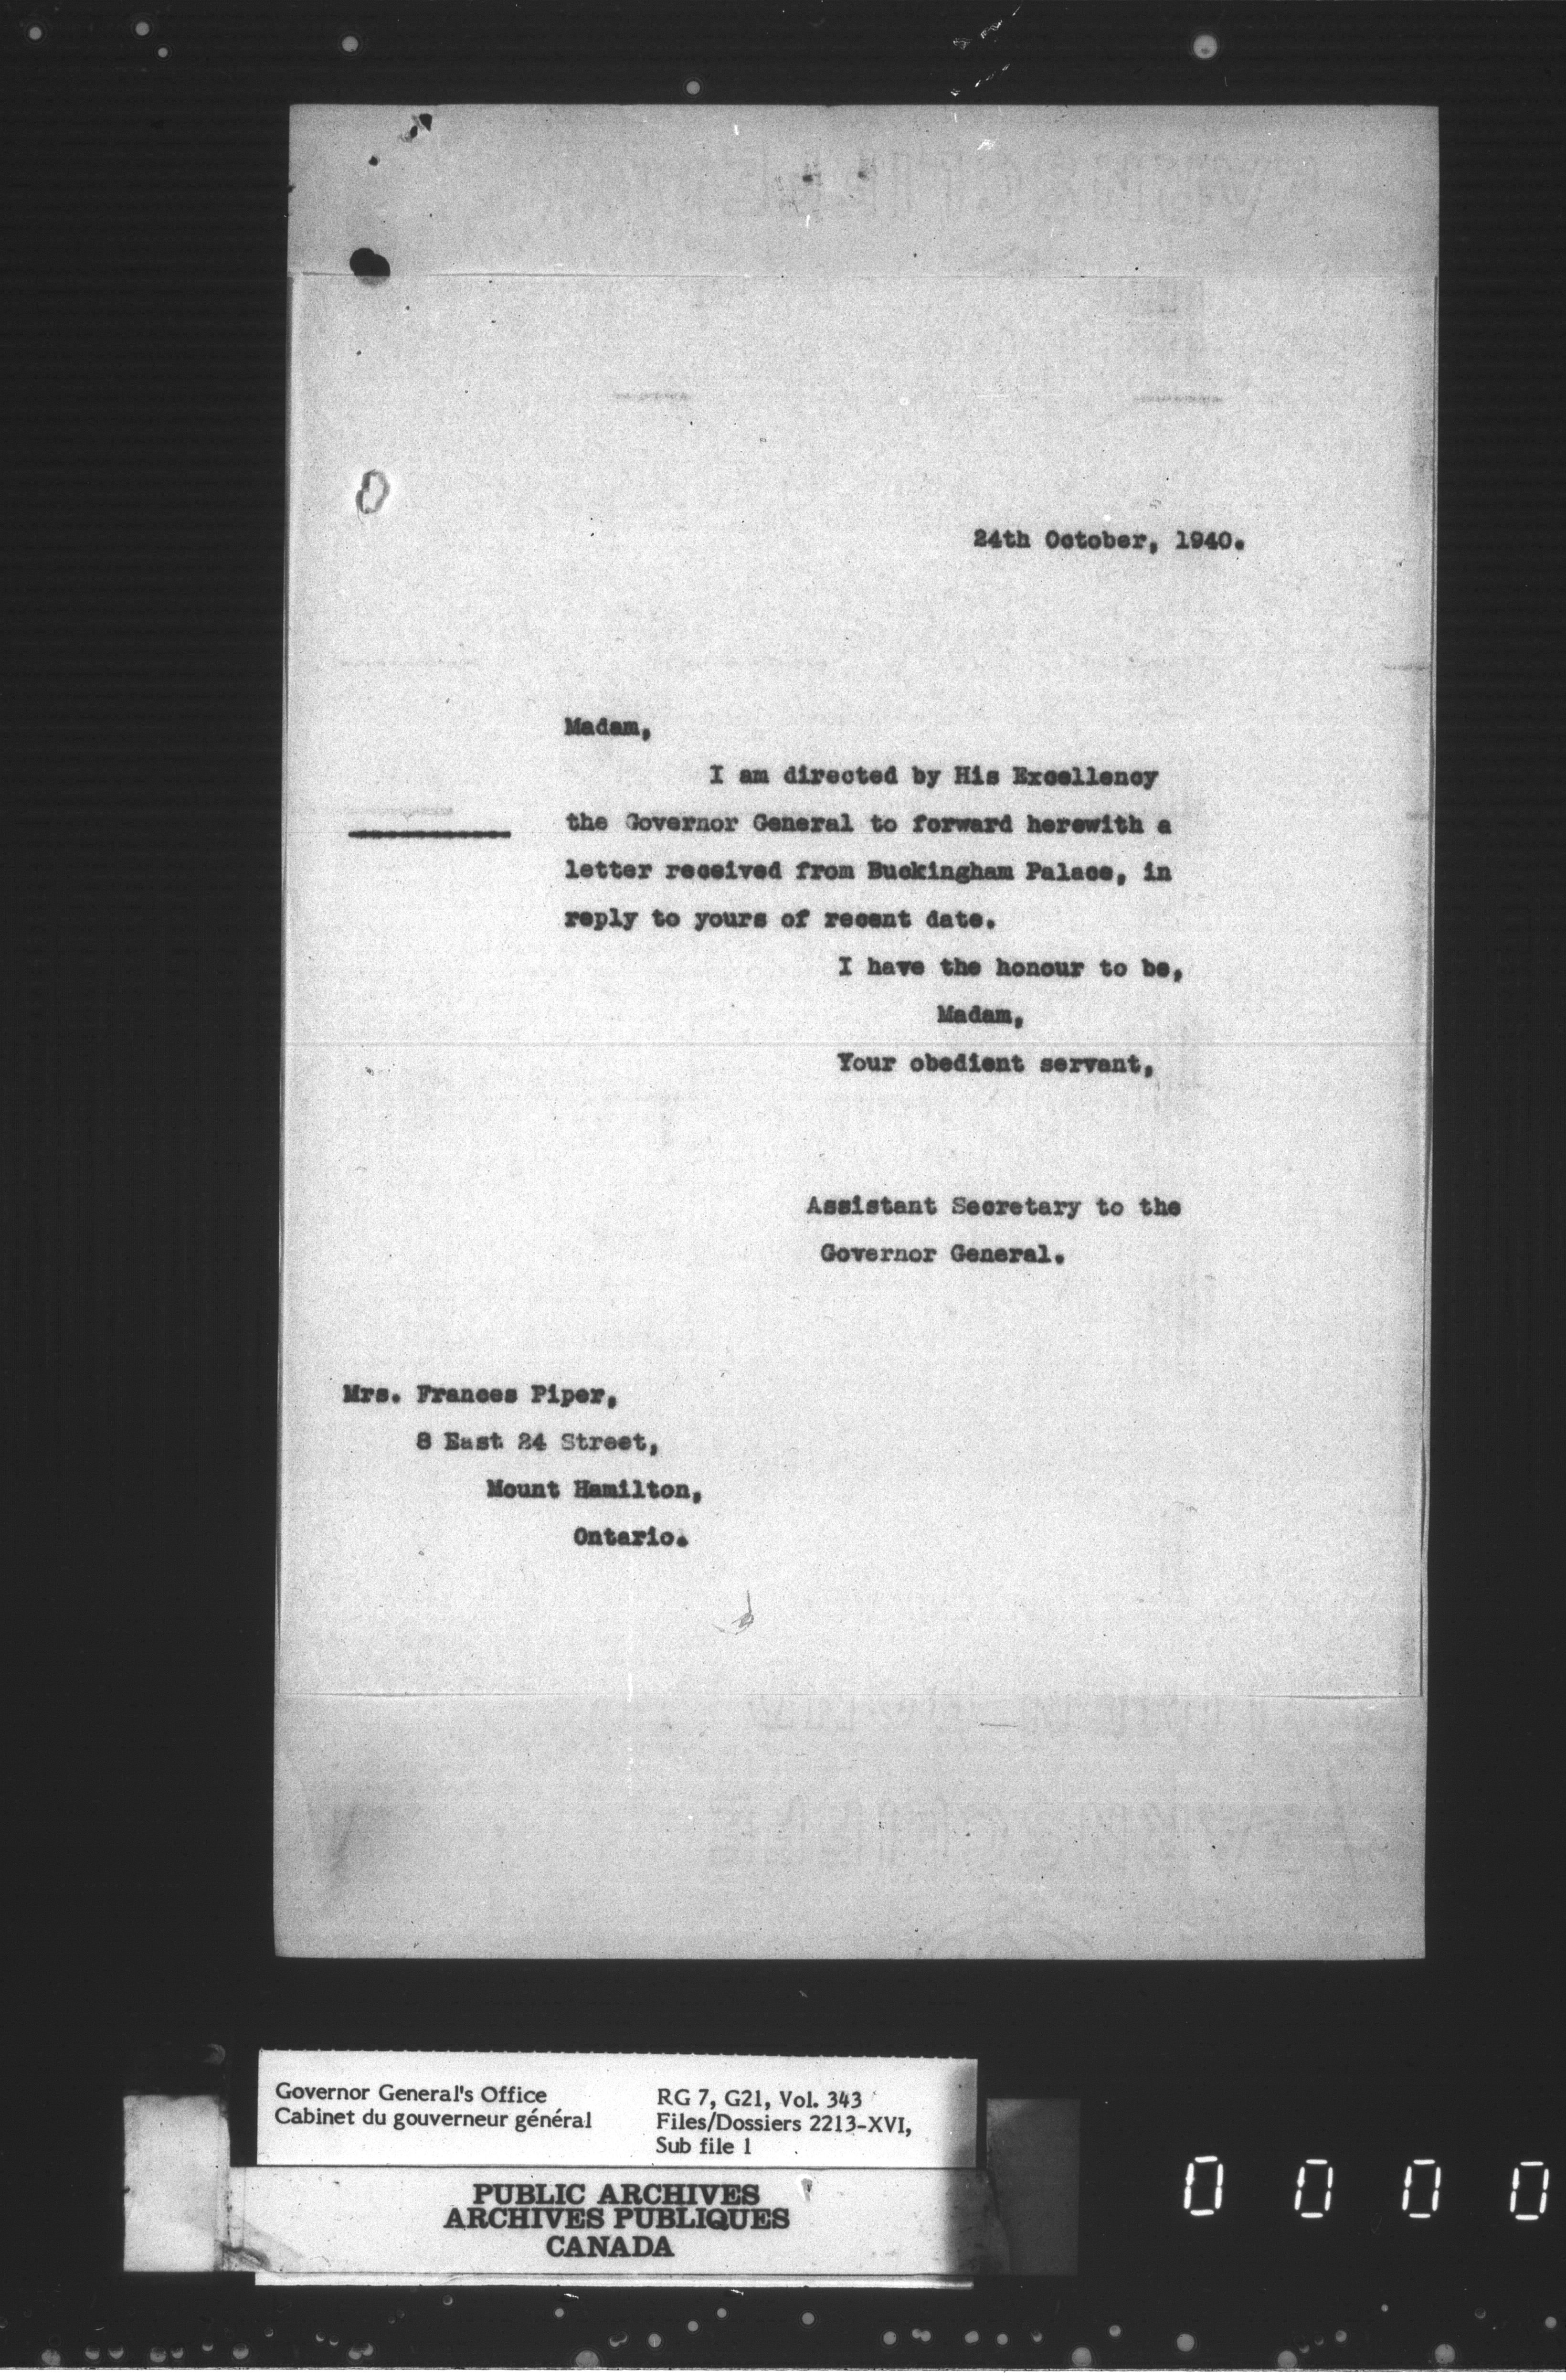 24th October, 1940.
Madam,
I am directed by His Excellency
the Governor General to forward herewith a
letter received from Buckingham Palace, in
reply to yours of recent date.
I have the honour to be,
Madam,
Your obedient servant,
Assistant Secretary to the
Governor General.
Mrs. Frances Piper,
8 East 24 Street,
Mount Hamilton,
Ontario.
Governor General's Office
Cabinet du gouverneur général
RG 7, G21, Vol. 343
Files/Dossiers 2213-XVI,
Sub file 1
PUBLIC ARCHIVES
ARCHIVES PUBLIQUES
CANADA
0 0 0 0